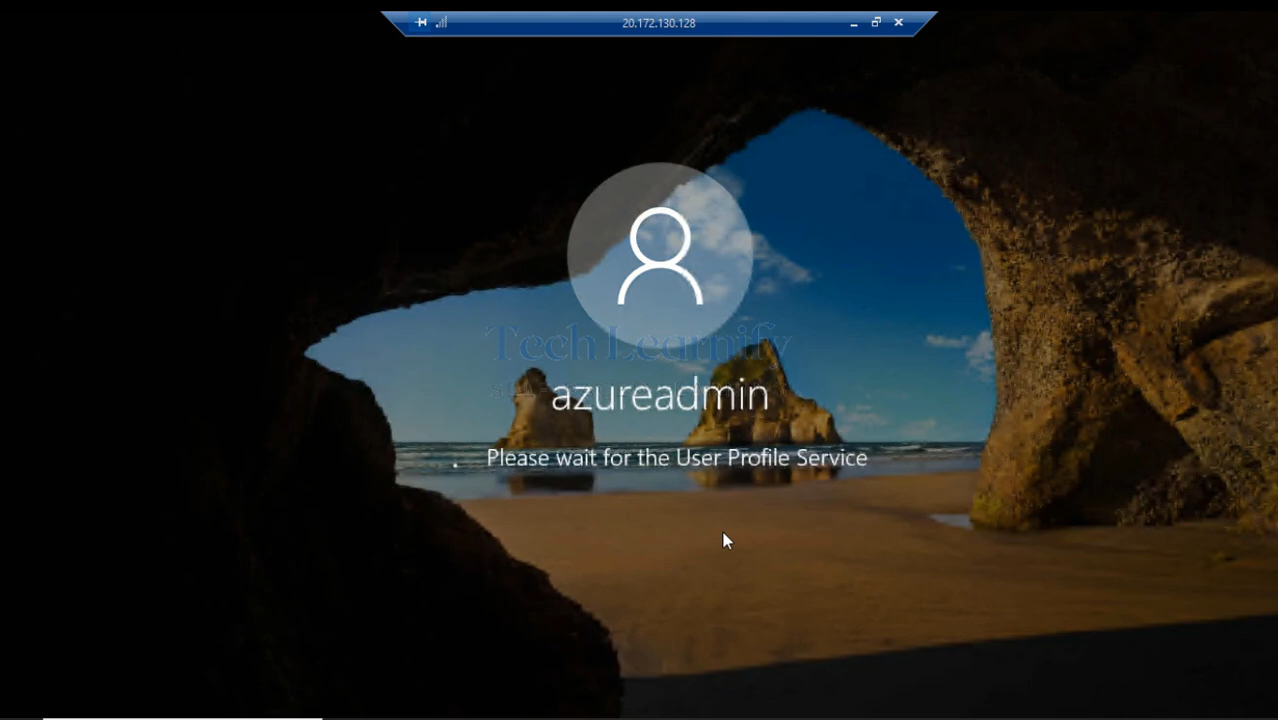 20.172.130.128
Tech Learnify
azureadmin
Please wait for the User Profile Service